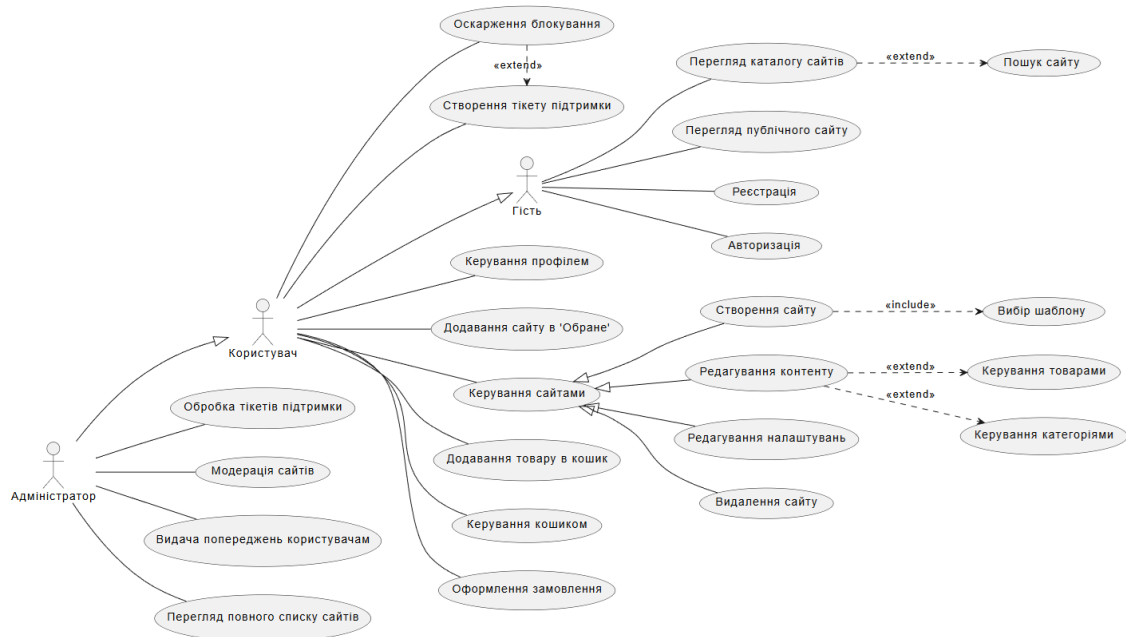 Оскарження блокування
«extend»
Створення тікету підтримки
Перегляд каталогу сайтів
«extend»
Пошук сайту
Перегляд публічного сайту
Гість
Реєстрація
Авторизація
Керування профілем
Додавання сайту в 'Обране'
Користувач
Керування сайтами
Створення сайту
«include»
Вибір шаблону
Редагування контенту
«extend»
Керування товарами
«extend»
Керування категоріями
Редагування налаштувань
Видалення сайту
Додавання товару в кошик
Керування кошиком
Оформлення замовлення
Обробка тікетів підтримки
Модерація сайтів
Адміністратор
Видача попереджень користувачам
Перегляд повного списку сайтів